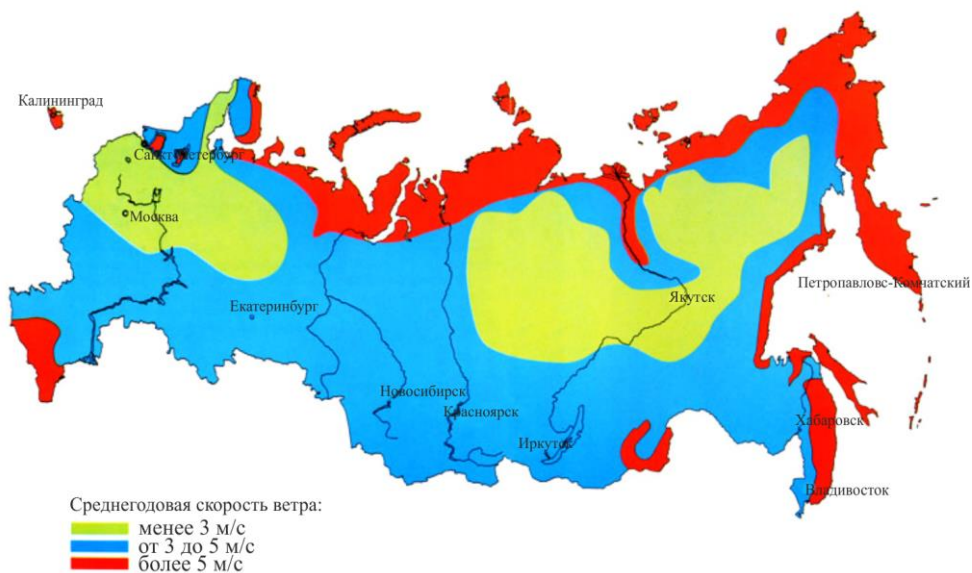 Калининград
Санкт-Петербург
Москва
Екатеринбург
Якутск
Петропавловс-Комчатский
Новосибирск
Красноярск
Иркутск
Хабаровск
Владивосток
Среднегодовая скорость ветра:
менее 3 м/с
от 3 до 5 м/с
более 5 м/с